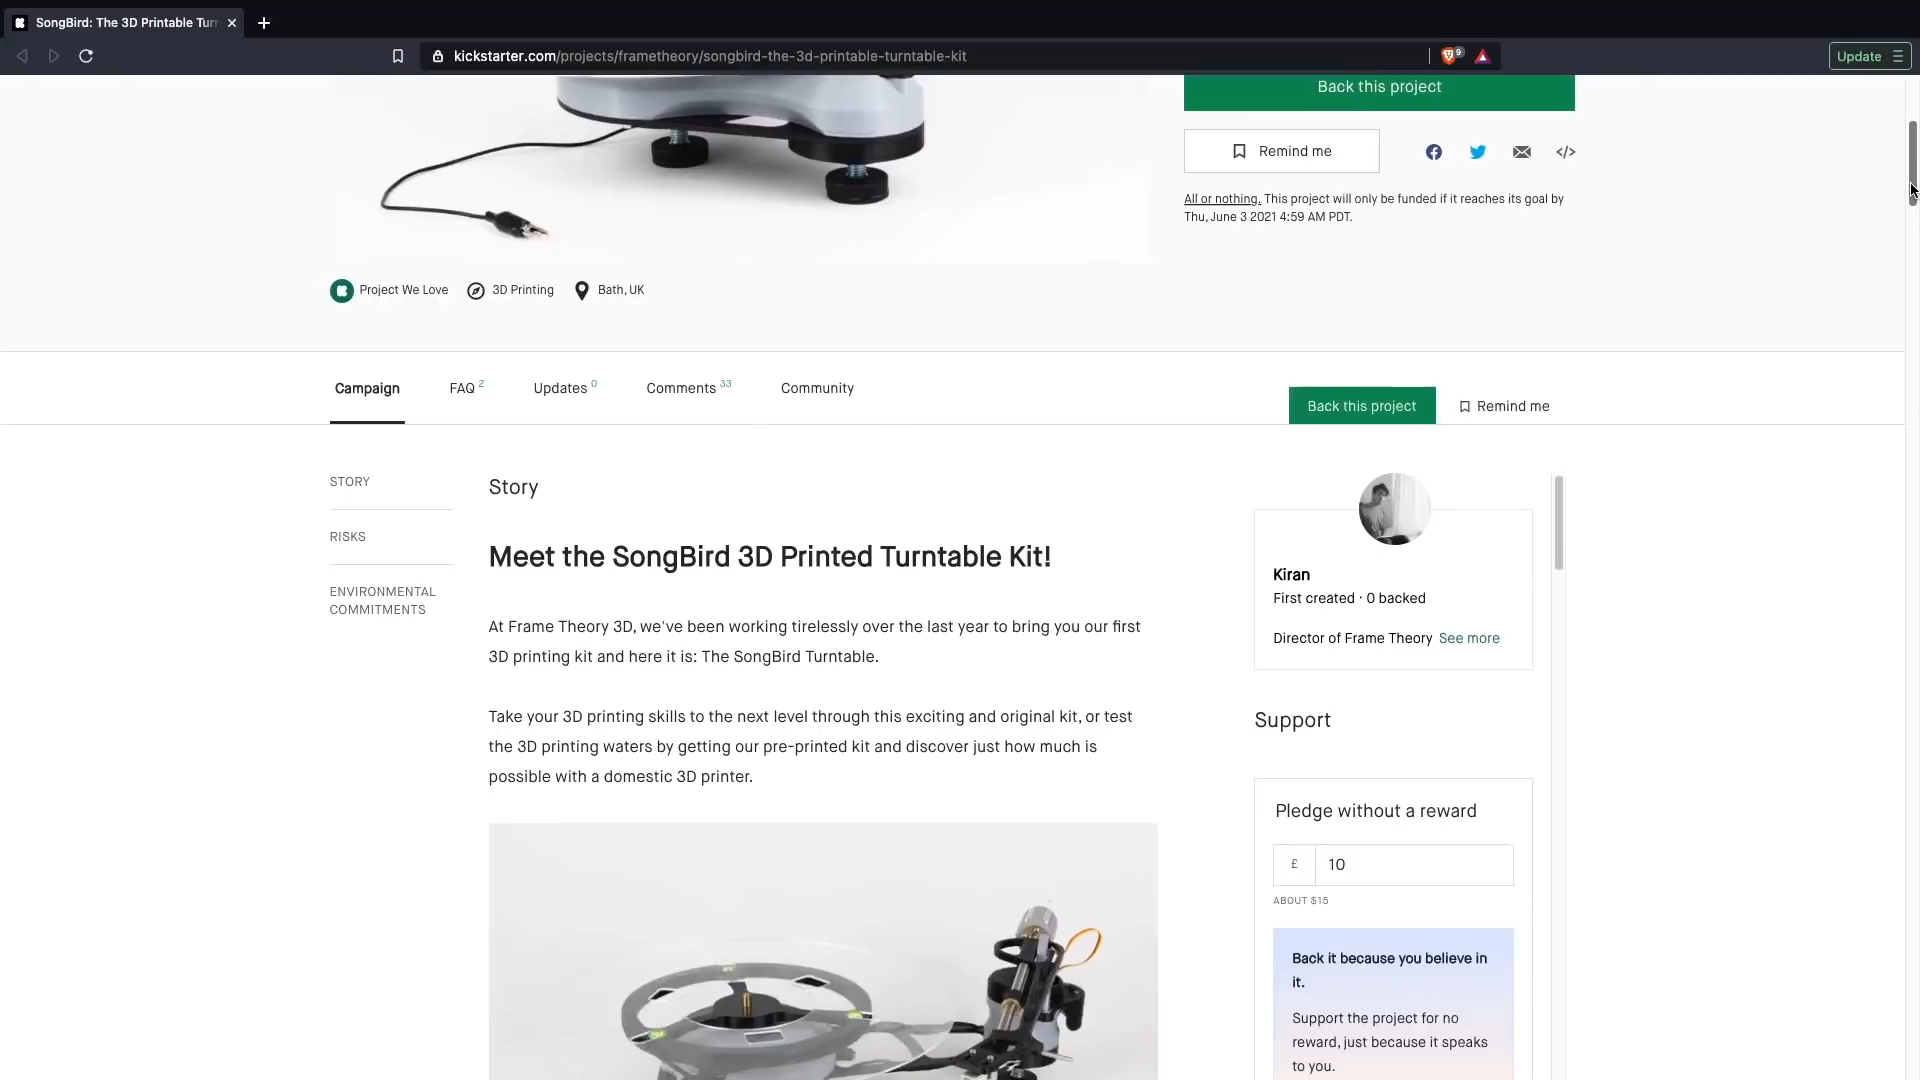 SongBird: The 3D Printable Turn
kickstarter.com/projects/frametheory/songbird-the-3d-printable-turntable-kit
9
Update
Back this project
Remind me
All or nothing. This project will only be funded if it reaches its goal by
Thu, June 3 2021 4:59 AM PDT.
Project We Love
3D Printing
Bath, UK
Campaign
FAQ 2
Updates 0
Comments 33
Community
Back this project
Remind me
STORY
RISKS
ENVIRONMENTAL
COMMITMENTS
Story
Meet the SongBird 3D Printed Turntable Kit!
At Frame Theory 3D, we've been working tirelessly over the last year to bring you our first
3D printing kit and here it is: The SongBird Turntable.
Take your 3D printing skills to the next level through this exciting and original kit, or test
the 3D printing waters by getting our pre-printed kit and discover just how much is
possible with a domestic 3D printer.
Kiran
First created · 0 backed
Director of Frame Theory See more
Support
Pledge without a reward
£ 10
ABOUT $15
Back it because you believe in
it.
Support the project for no
reward, just because it speaks
to you.